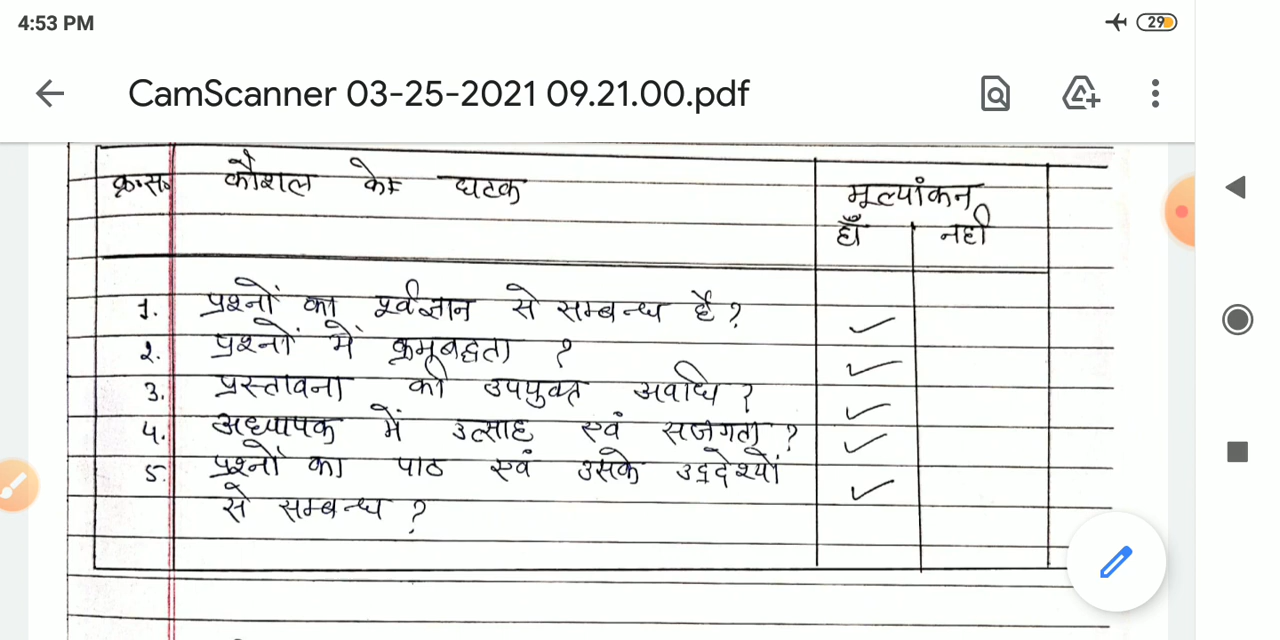 4:53 PM
29
CamScanner 03-25-2021 09.21.00.pdf
क्र.स. कौशल के घटक मूल्यांकन
हाँ नही
1. प्रश्नों का पूर्वज्ञान से सम्बन्ध है ?
2. प्रश्नों में क्रमबद्धता ?
3. प्रस्तावना की उपयुक्त अवधि ?
4. अध्यापक में उत्साह एवं सजगता ?
5. प्रश्नों का पाठ एवं उसके उद्देश्यों
से सम्बन्ध ?